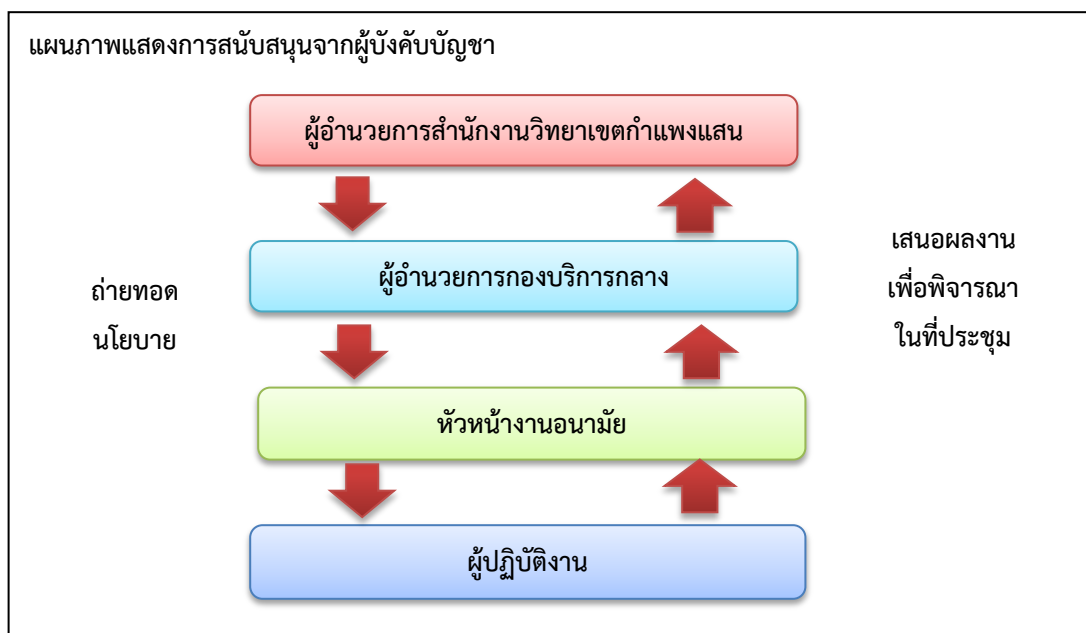 แผนภาพแสดงการสนับสนุนจากผู้บังคับบัญชา
ผู้อำนวยการสำนักงานวิทยาเขตกำแพงแสน
ผู้อำนวยการกองบริการกลาง
ถ่ายทอด
นโยบาย
เสนอผลงาน
เพื่อพิจารณา
ในที่ประชุม
หัวหน้างานอนามัย
ผู้ปฏิบัติงาน